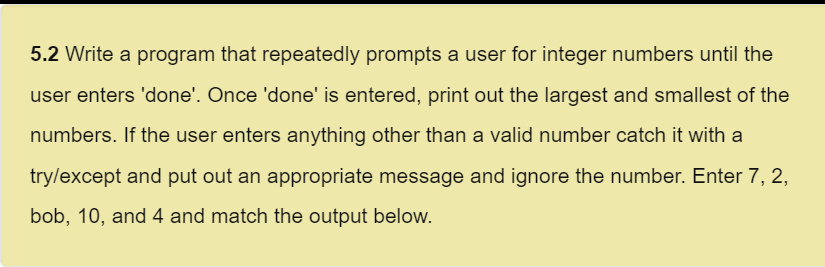 5.2 Write a program that repeatedly prompts a user for integer numbers until the
user enters 'done'. Once 'done' is entered, print out the largest and smallest of the
numbers. If the user enters anything other than a valid number catch it with a
try/except and put out an appropriate message and ignore the number. Enter 7, 2,
bob, 10, and 4 and match the output below.